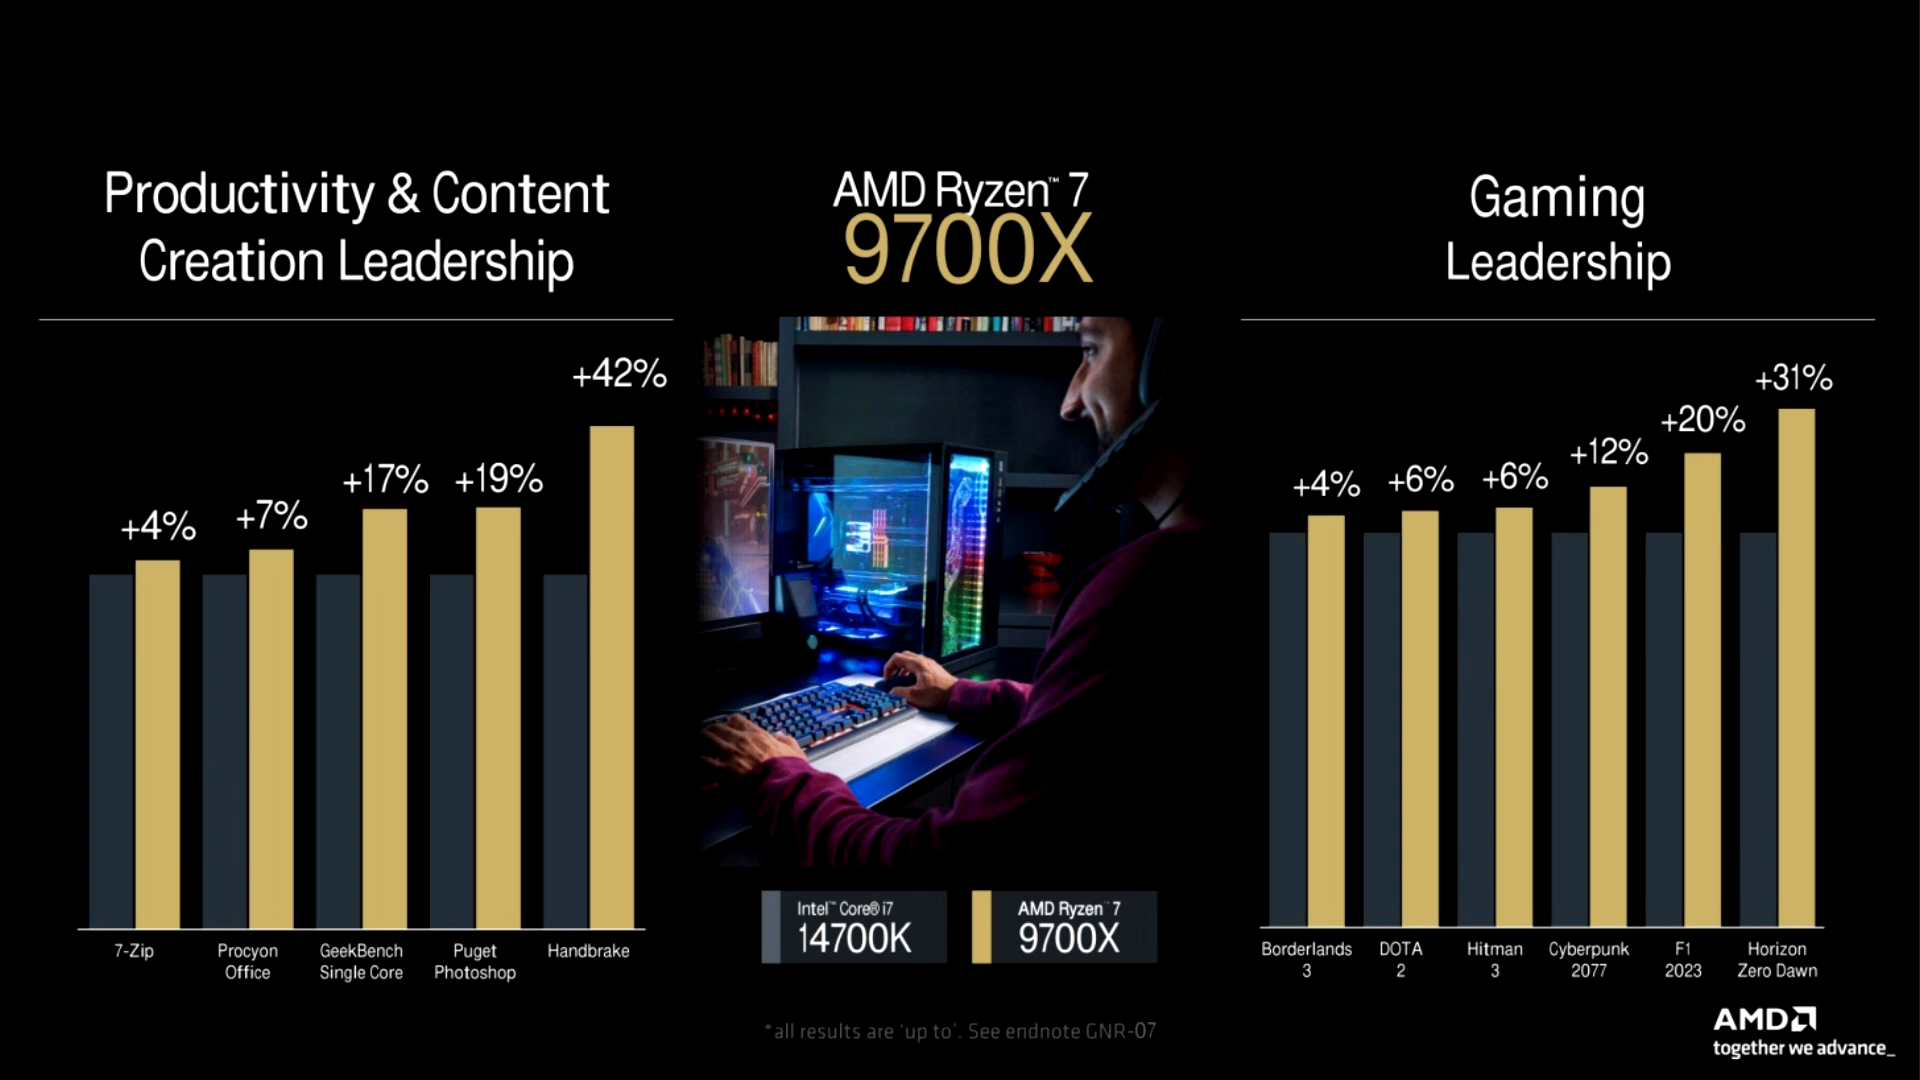 Productivity & Content
Creation Leadership
+4%
+7%
+17%
+19%
+42%
7-Zip
Procyon
Office
GeekBench
Single Core
Puget
Photoshop
Handbrake
AMD Ryzen™ 7
9700X
Intel™ Core® i7
14700K
AMD Ryzen™ 7
9700X
*all results are 'up to'. See endnote GNR-07
Gaming
Leadership
+4%
+6%
+6%
+12%
+20%
+31%
Borderlands
3
DOTA
2
Hitman
3
Cyberpunk
2077
F1
2023
Horizon
Zero Dawn
AMD
together we advance_